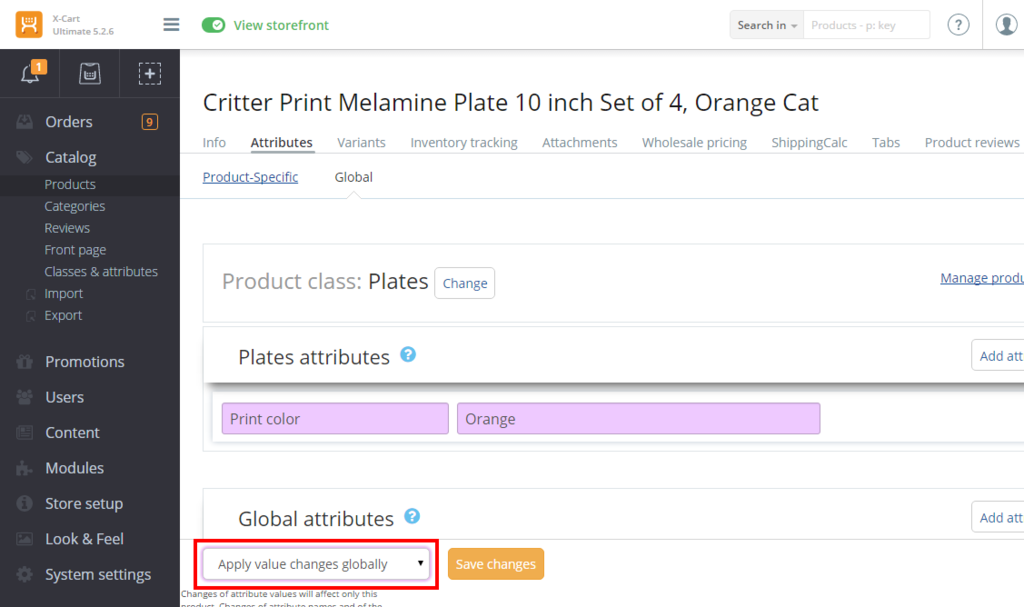 X-Cart
Ultimate 5.2.6
View storefront
Search in
Products - p: key
?
1
Orders
9
Catalog
Products
Categories
Reviews
Front page
Classes & attributes
Import
Export
Promotions
Users
Content
Modules
Store setup
Look & Feel
System settings
Critter Print Melamine Plate 10 inch Set of 4, Orange Cat
Info Attributes Variants Inventory tracking Attachments Wholesale pricing ShippingCalc Tabs Product reviews
Product-Specific Global
Product class: Plates Change
Manage produ
Plates attributes ?
Add att
Print color Orange
Global attributes ?
Add att
Apply value changes globally
Save changes
Changes of attribute values will affect only this
product. Changes of attribute names and of the